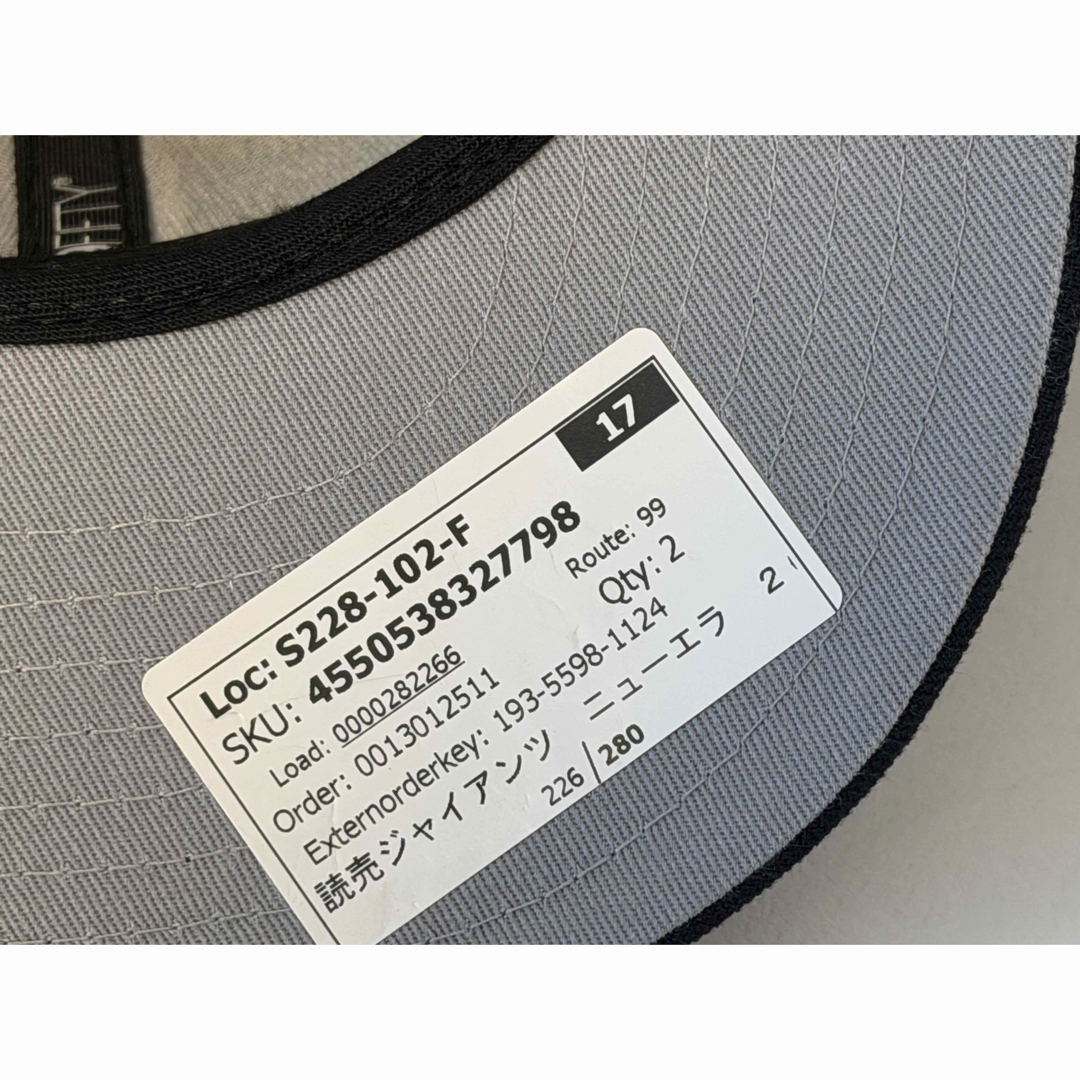 17
Loc: S228-102-F
SKU: 4550538327798
Route: 99
Load: 0000282266
Qty: 2
Order: 0013012511
Externorderkey: 193-5598-1124
読売ジャイアンツ ニューエラ 2
226/280